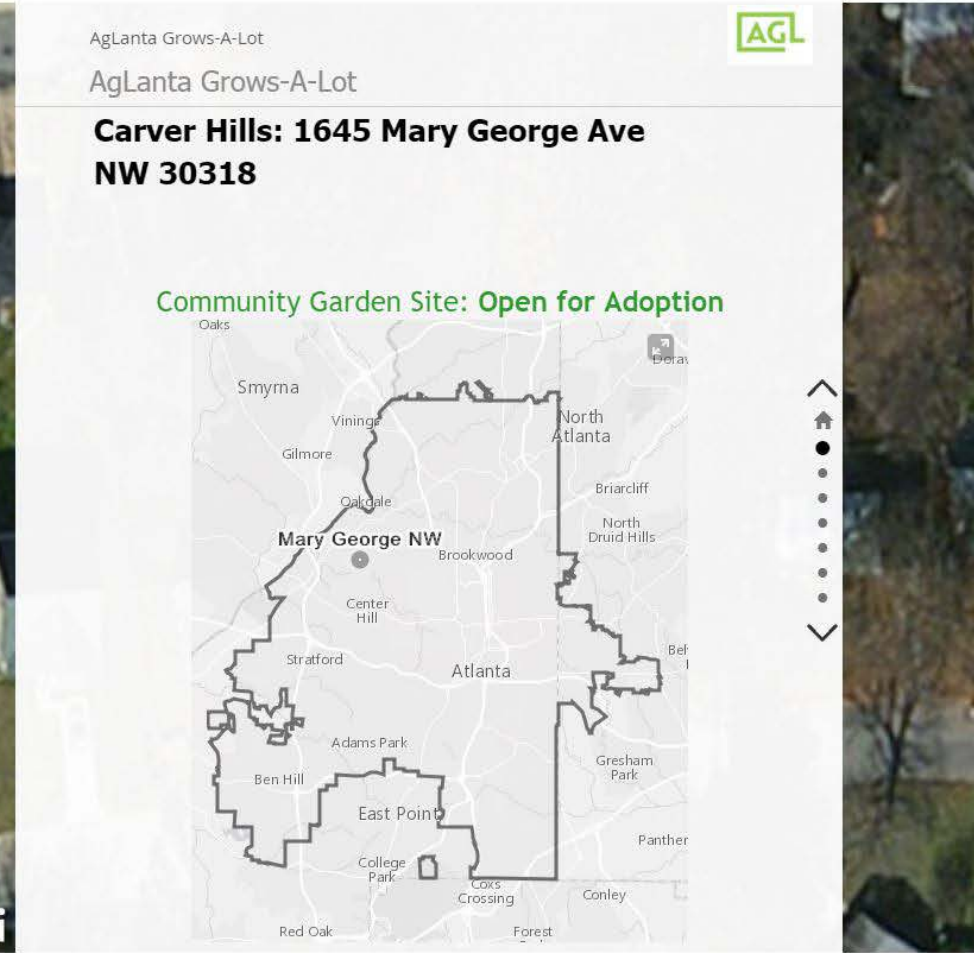 AgLanta Grows-A-Lot
AGL
AgLanta Grows-A-Lot
Carver Hills: 1645 Mary George Ave
NW 30318
Community Garden Site: Open for Adoption
Oaks
Smyrna
Vinings
North
Atlanta
Gilmore
Briarcliff
Oakdale
North
Druid Hills
Mary George NW
Brookwood
Center
Hill
Stratford
Atlanta
Adams Park
Gresham
Park
Ben Hill
East Point
Panther
College
Park
Coxs
Crossing
Conley
Red Oak
Forest